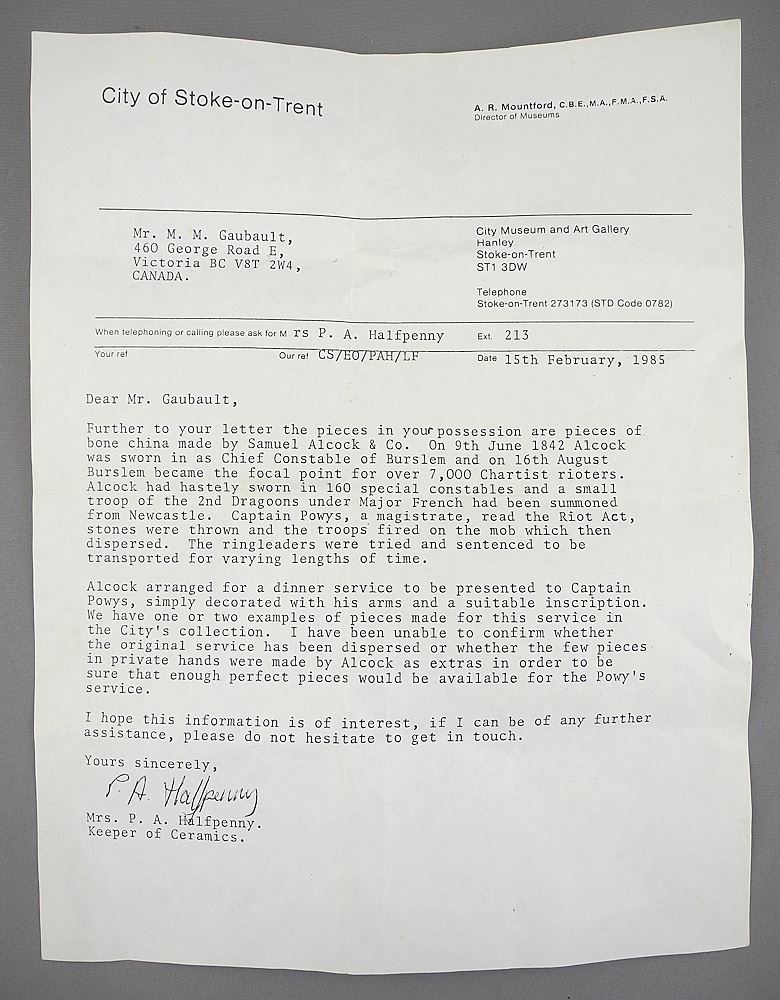 City of Stoke-on-Trent
A. R. Mountford, C.B.E.,M.A.,F.M.A.,F.S.A.
Director of Museums
Mr. M. M. Gaubault,
460 George Road E,
Victoria BC V8T 2W4,
CANADA.
City Museum and Art Gallery
Hanley
Stoke-on-Trent
ST1 3DW
Telephone
Stoke-on-Trent 273173 (STD Code 0782)
When telephoning or calling please ask for M rs P. A. Halfpenny Ext. 213
Your ref Our ref CS/EO/PAH/LF Date 15th February, 1985
Dear Mr. Gaubault,
Further to your letter the pieces in your possession are pieces of
bone china made by Samuel Alcock & Co. On 9th June 1842 Alcock
was sworn in as Chief Constable of Burslem and on 16th August
Burslem became the focal point for over 7,000 Chartist rioters.
Alcock had hastely sworn in 160 special constables and a small
troop of the 2nd Dragoons under Major French had been summoned
from Newcastle. Captain Powys, a magistrate, read the Riot Act,
stones were thrown and the troops fired on the mob which then
dispersed. The ringleaders were tried and sentenced to be
transported for varying lengths of time.
Alcock arranged for a dinner service to be presented to Captain
Powys, simply decorated with his arms and a suitable inscription.
We have one or two examples of pieces made for this service in
the City's collection. I have been unable to confirm whether
the original service has been dispersed or whether the few pieces
in private hands were made by Alcock as extras in order to be
sure that enough perfect pieces would be available for the Powy's
service.
I hope this information is of interest, if I can be of any further
assistance, please do not hesitate to get in touch.
Yours sincerely,
P. A. Halfpenny
Mrs. P. A. Halfpenny.
Keeper of Ceramics.